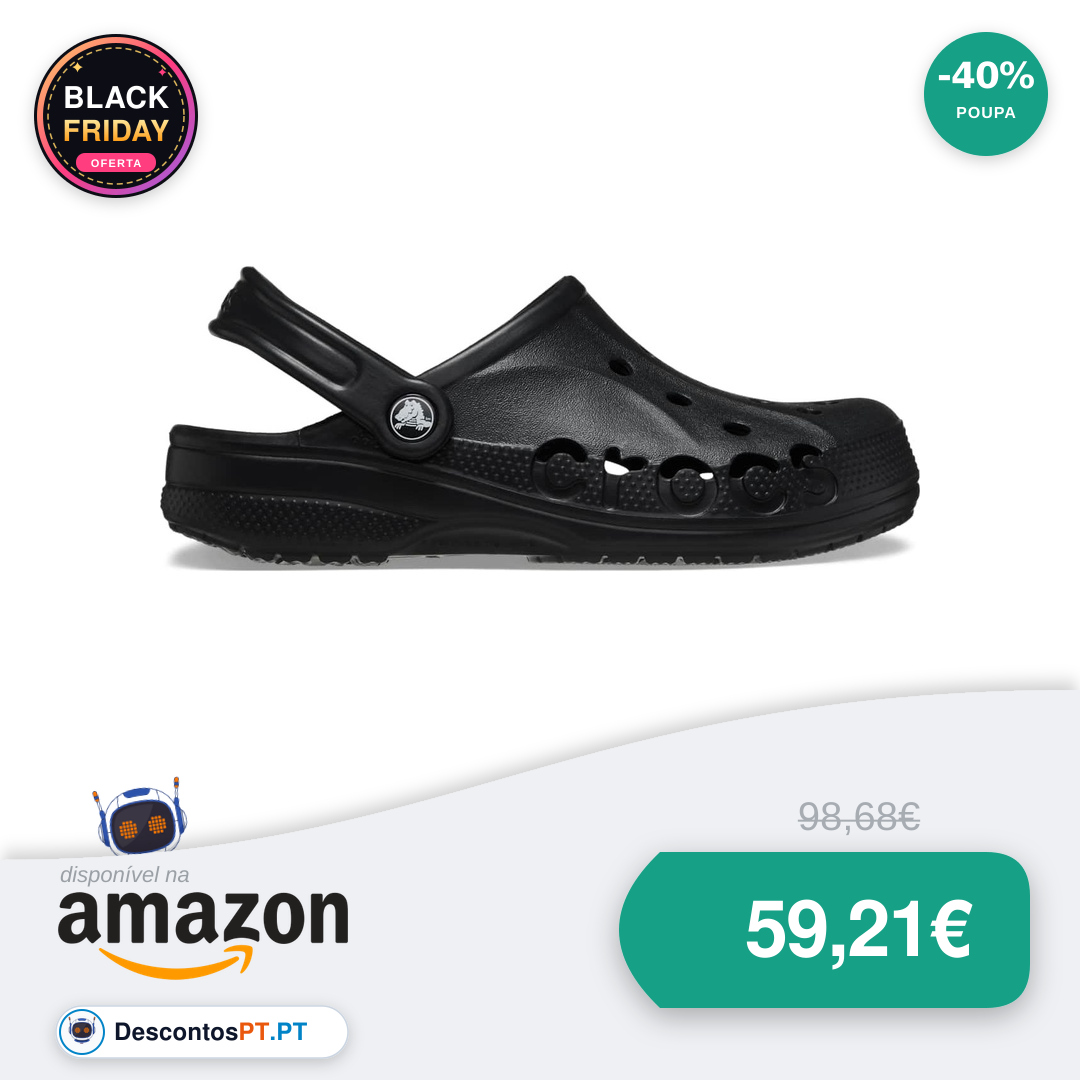 BLACK
FRIDAY
OFERTA
-40%
POUPA
crocs
98,68€
59,21€
disponível na
amazon
DescontosPT.PT